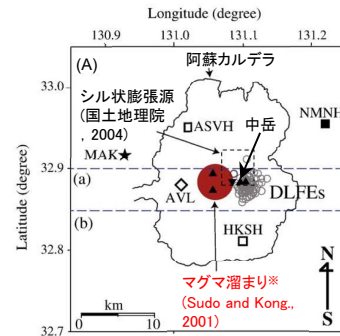 Longitude (degree)
130.9 131.0 131.1 131.2
Latitude (degree)
33.0
32.9
32.8
32.7
(A)
阿蘇カルデラ
シル状膨張源
(国土地理院
, 2004)
ASVH
中岳
NMNH
MAK
(a)
AVL
DLFEs
(b)
HKSH
マグマ溜まり※
(Sudo and Kong.,
2001)
km
0 10
N
S